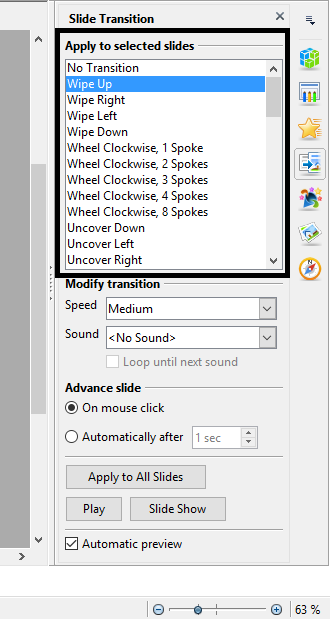 Slide Transition
Apply to selected slides
No Transition
Wipe Up
Wipe Right
Wipe Left
Wipe Down
Wheel Clockwise, 1 Spoke
Wheel Clockwise, 2 Spokes
Wheel Clockwise, 3 Spokes
Wheel Clockwise, 4 Spokes
Wheel Clockwise, 8 Spokes
Uncover Down
Uncover Left
Uncover Right
Modify transition
Speed Medium
Sound <No Sound>
Loop until next sound
Advance slide
On mouse click
Automatically after 1 sec
Apply to All Slides
Play Slide Show
Automatic preview
63 %